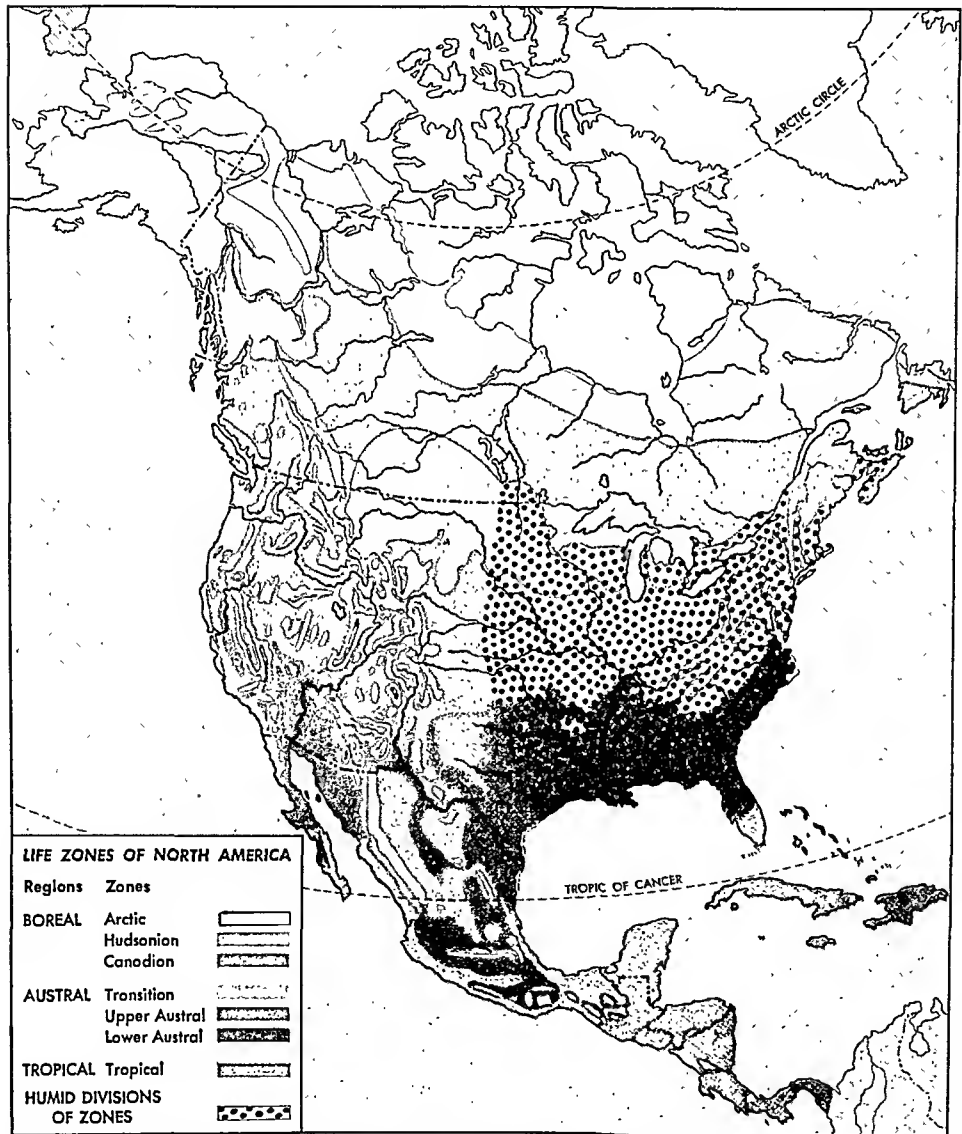 ARCTIC CIRCLE
TROPIC OF CANCER
LIFE ZONES OF NORTH AMERICA
Regions Zones
BOREAL Arctic
Hudsonion
Canodion
AUSTRAL Transition
Upper Austral
Lower Austral
TROPICAL Tropical
HUMID DIVISIONS
OF ZONES